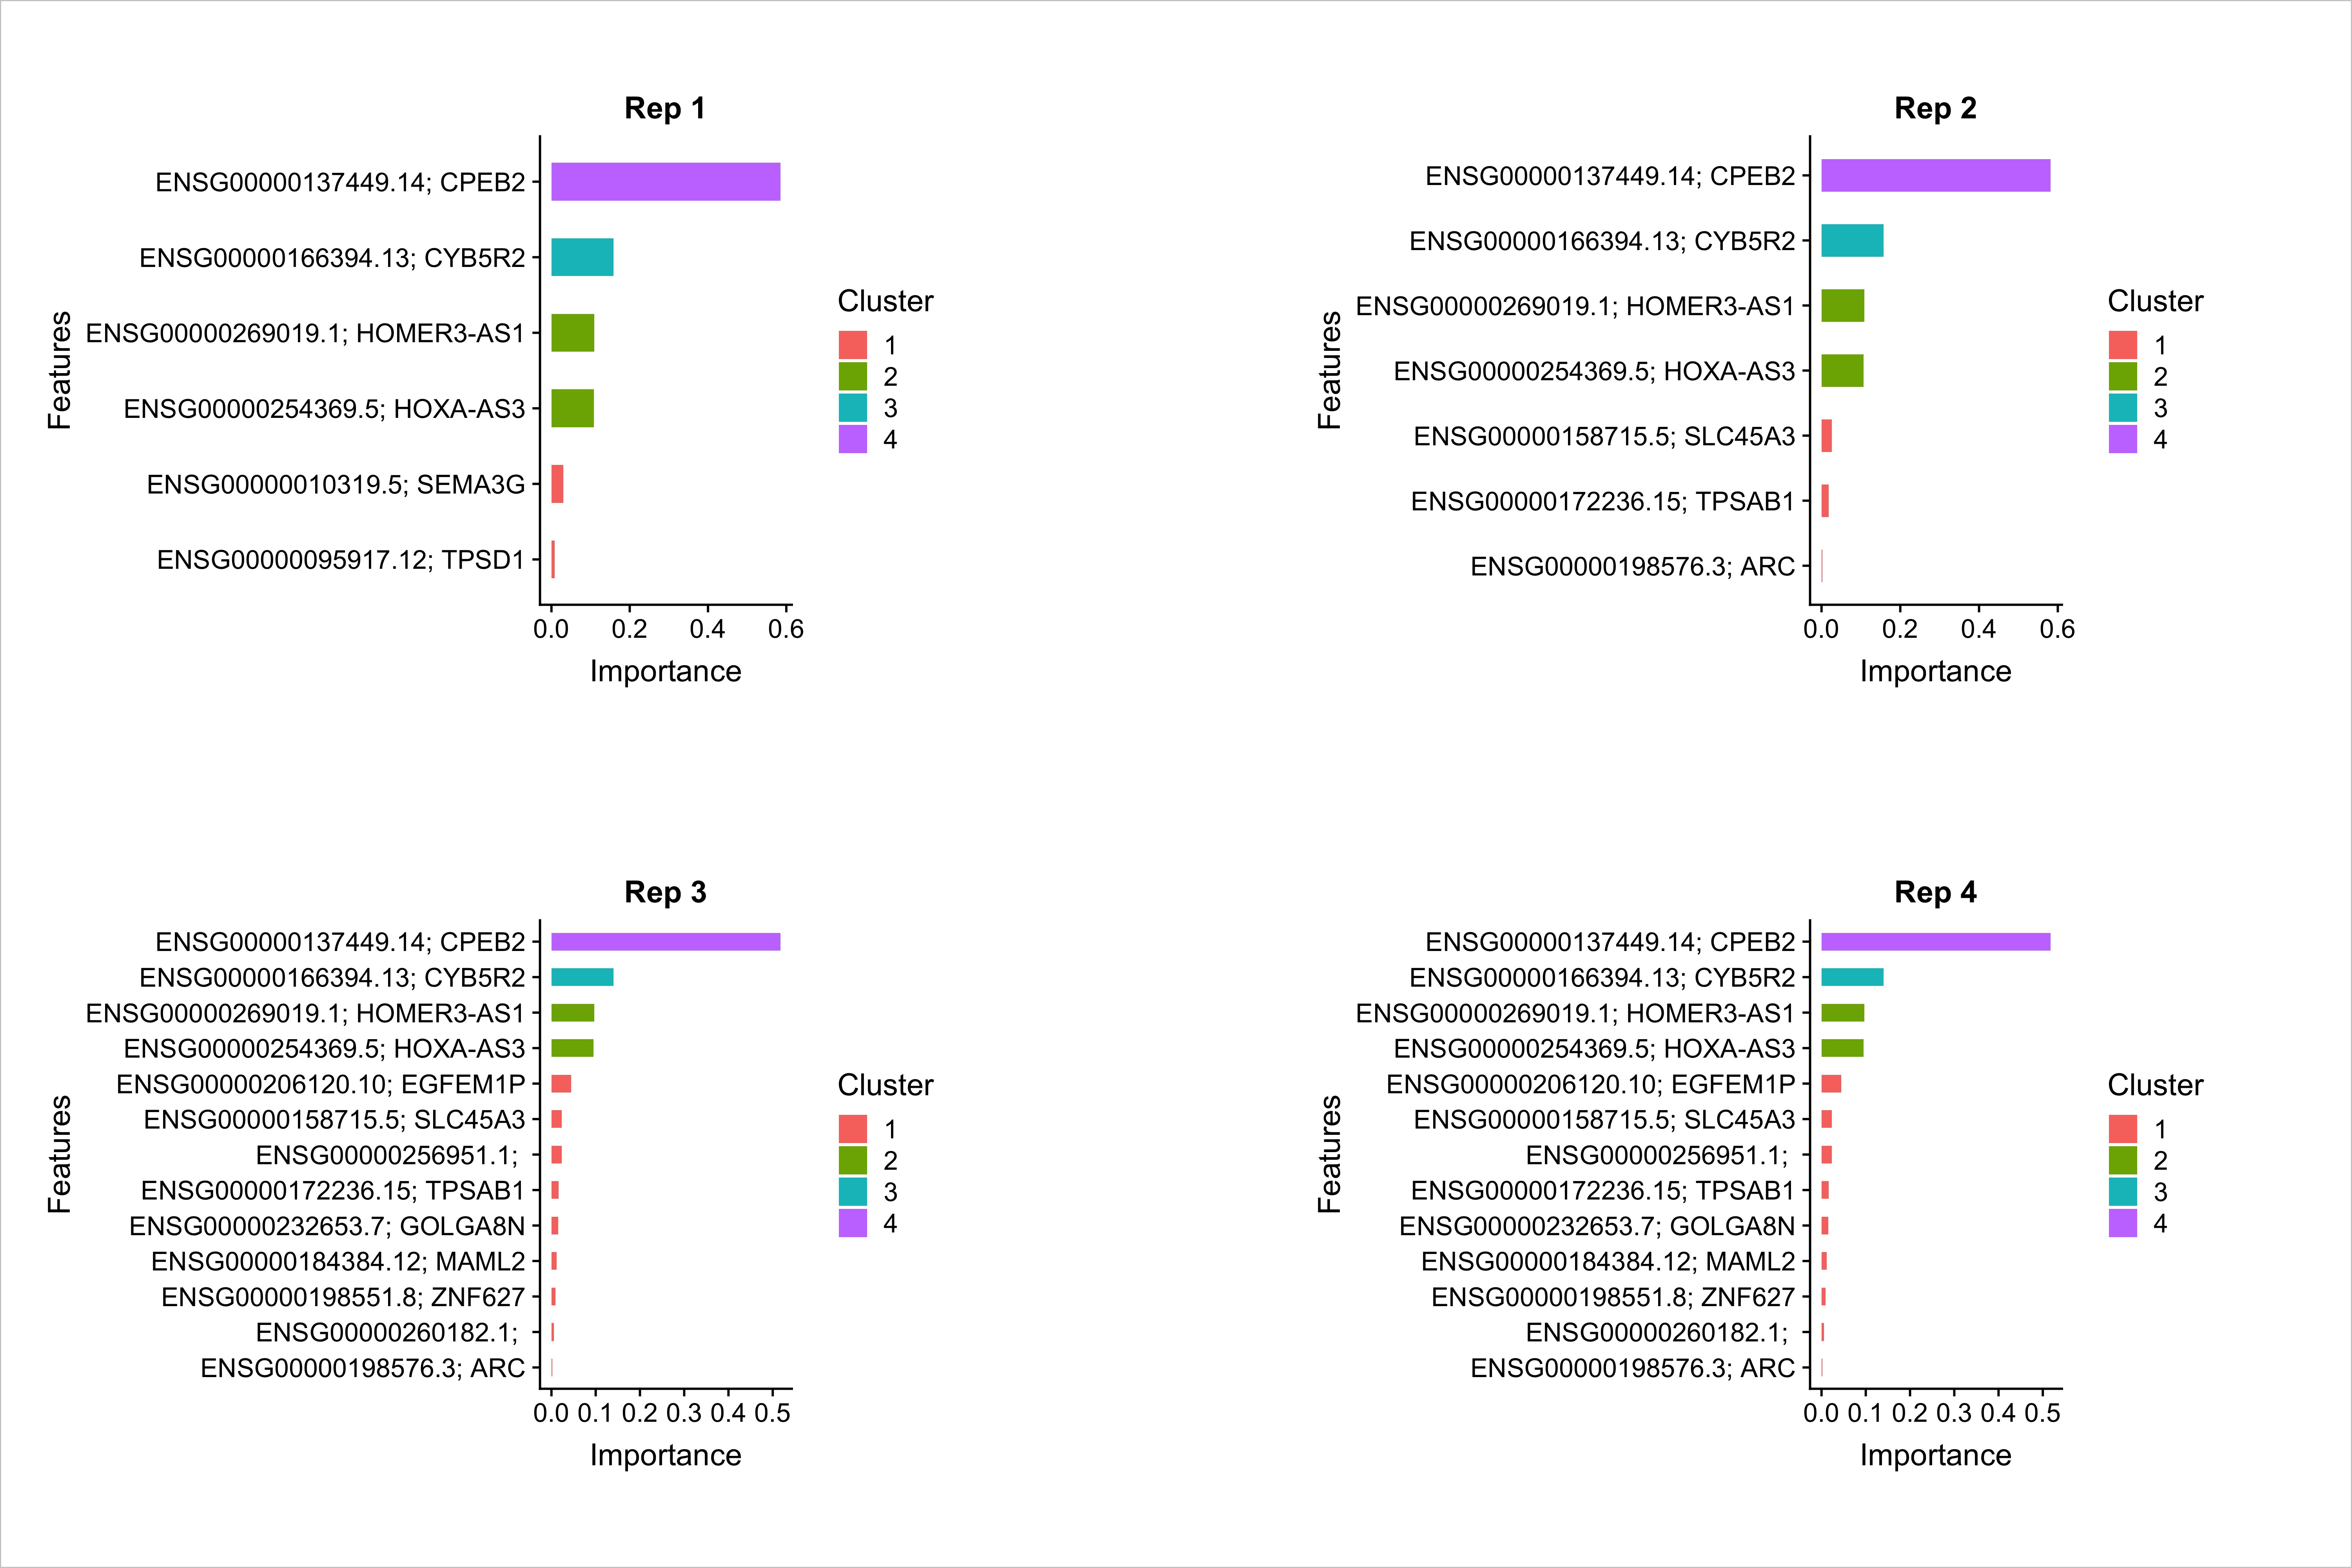 Rep 1
Features
ENSG00000137449.14; CPEB2
ENSG00000166394.13; CYB5R2
ENSG00000269019.1; HOMER3-AS1
ENSG00000254369.5; HOXA-AS3
ENSG00000010319.5; SEMA3G
ENSG00000095917.12; TPSD1
0.0 0.2 0.4 0.6
Importance
Cluster
1
2
3
4
Rep 2
Features
ENSG00000137449.14; CPEB2
ENSG00000166394.13; CYB5R2
ENSG00000269019.1; HOMER3-AS1
ENSG00000254369.5; HOXA-AS3
ENSG00000158715.5; SLC45A3
ENSG00000172236.15; TPSAB1
ENSG00000198576.3; ARC
0.0 0.2 0.4 0.6
Importance
Cluster
1
2
3
4
Rep 3
Features
ENSG00000137449.14; CPEB2
ENSG00000166394.13; CYB5R2
ENSG00000269019.1; HOMER3-AS1
ENSG00000254369.5; HOXA-AS3
ENSG00000206120.10; EGFEM1P
ENSG00000158715.5; SLC45A3
ENSG00000256951.1;
ENSG00000172236.15; TPSAB1
ENSG00000232653.7; GOLGA8N
ENSG00000184384.12; MAML2
ENSG00000198551.8; ZNF627
ENSG00000260182.1;
ENSG00000198576.3; ARC
0.0 0.1 0.2 0.3 0.4 0.5
Importance
Cluster
1
2
3
4
Rep 4
Features
ENSG00000137449.14; CPEB2
ENSG00000166394.13; CYB5R2
ENSG00000269019.1; HOMER3-AS1
ENSG00000254369.5; HOXA-AS3
ENSG00000206120.10; EGFEM1P
ENSG00000158715.5; SLC45A3
ENSG00000256951.1;
ENSG00000172236.15; TPSAB1
ENSG00000232653.7; GOLGA8N
ENSG00000184384.12; MAML2
ENSG00000198551.8; ZNF627
ENSG00000260182.1;
ENSG00000198576.3; ARC
0.0 0.1 0.2 0.3 0.4 0.5
Importance
Cluster
1
2
3
4